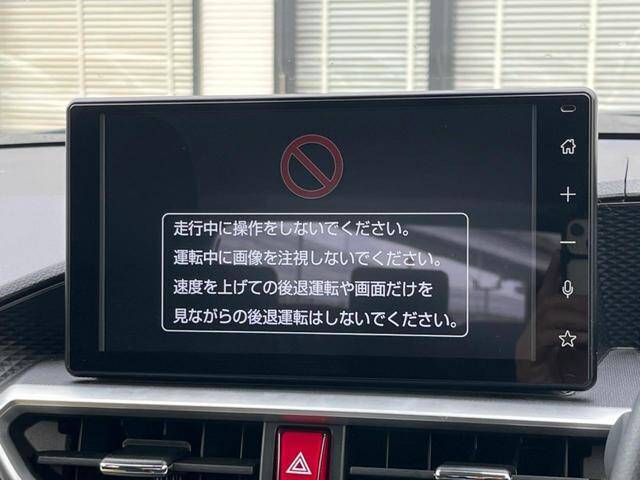 走行中に操作をしないでください。
運転中に画像を注視しないでください。
速度を上げての後退運転や画面だけを
見ながらの後退運転はしないでください。